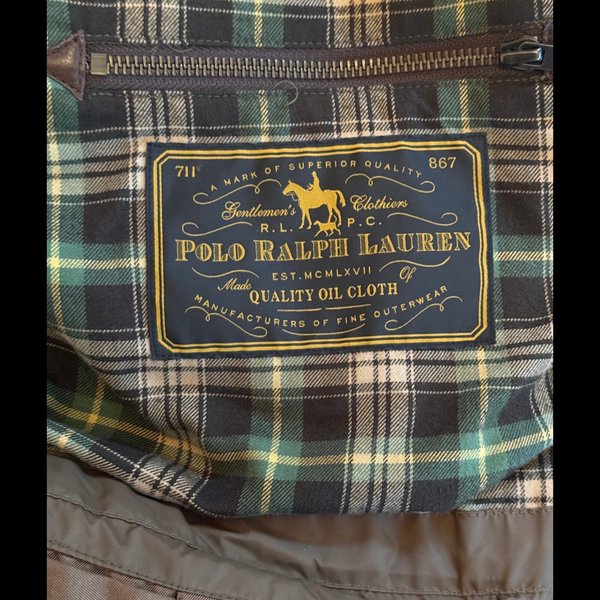 711 867
A MARK OF SUPERIOR QUALITY
Gentlemen's Clothiers
R.L. P.C.
POLO RALPH LAUREN
EST. MCMLXVII
Made Of
QUALITY OIL CLOTH
MANUFACTURERS OF FINE OUTERWEAR